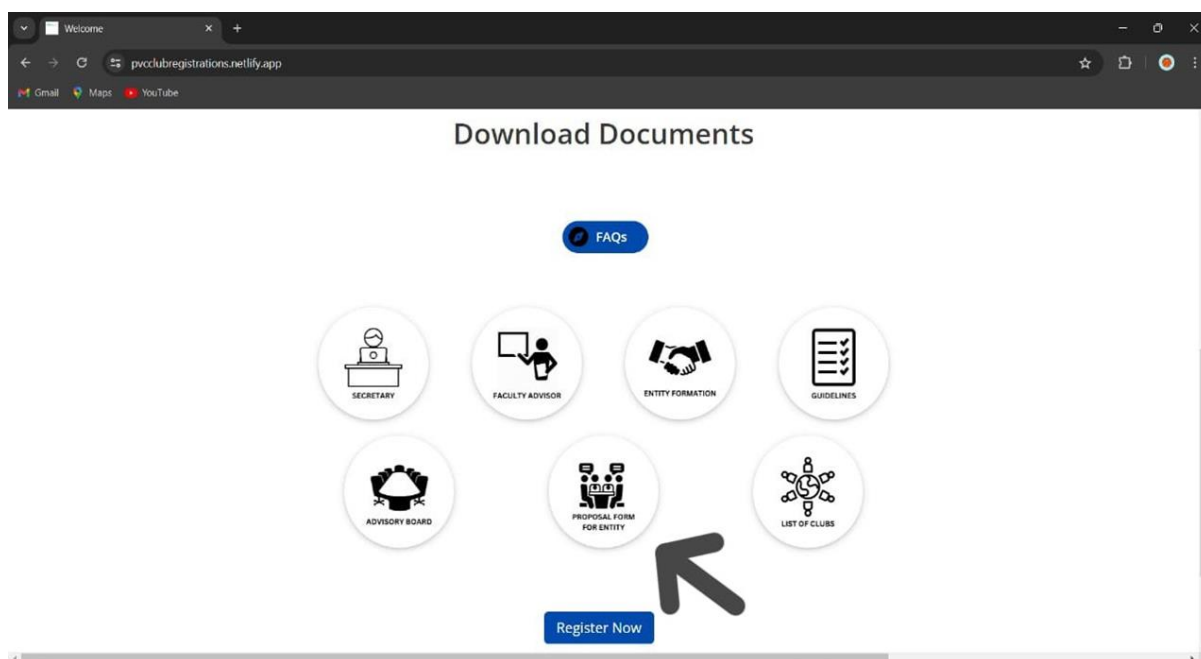 Welcome
pvcclubregistrations.netlify.app
Gmail Maps YouTube
Download Documents
FAQs
SECRETARY
FACULTY ADVISOR
ENTITY FORMATION
GUIDELINES
ADVISORY BOARD
PROPOSAL FORM
FOR ENTITY
LIST OF CLUBS
Register Now